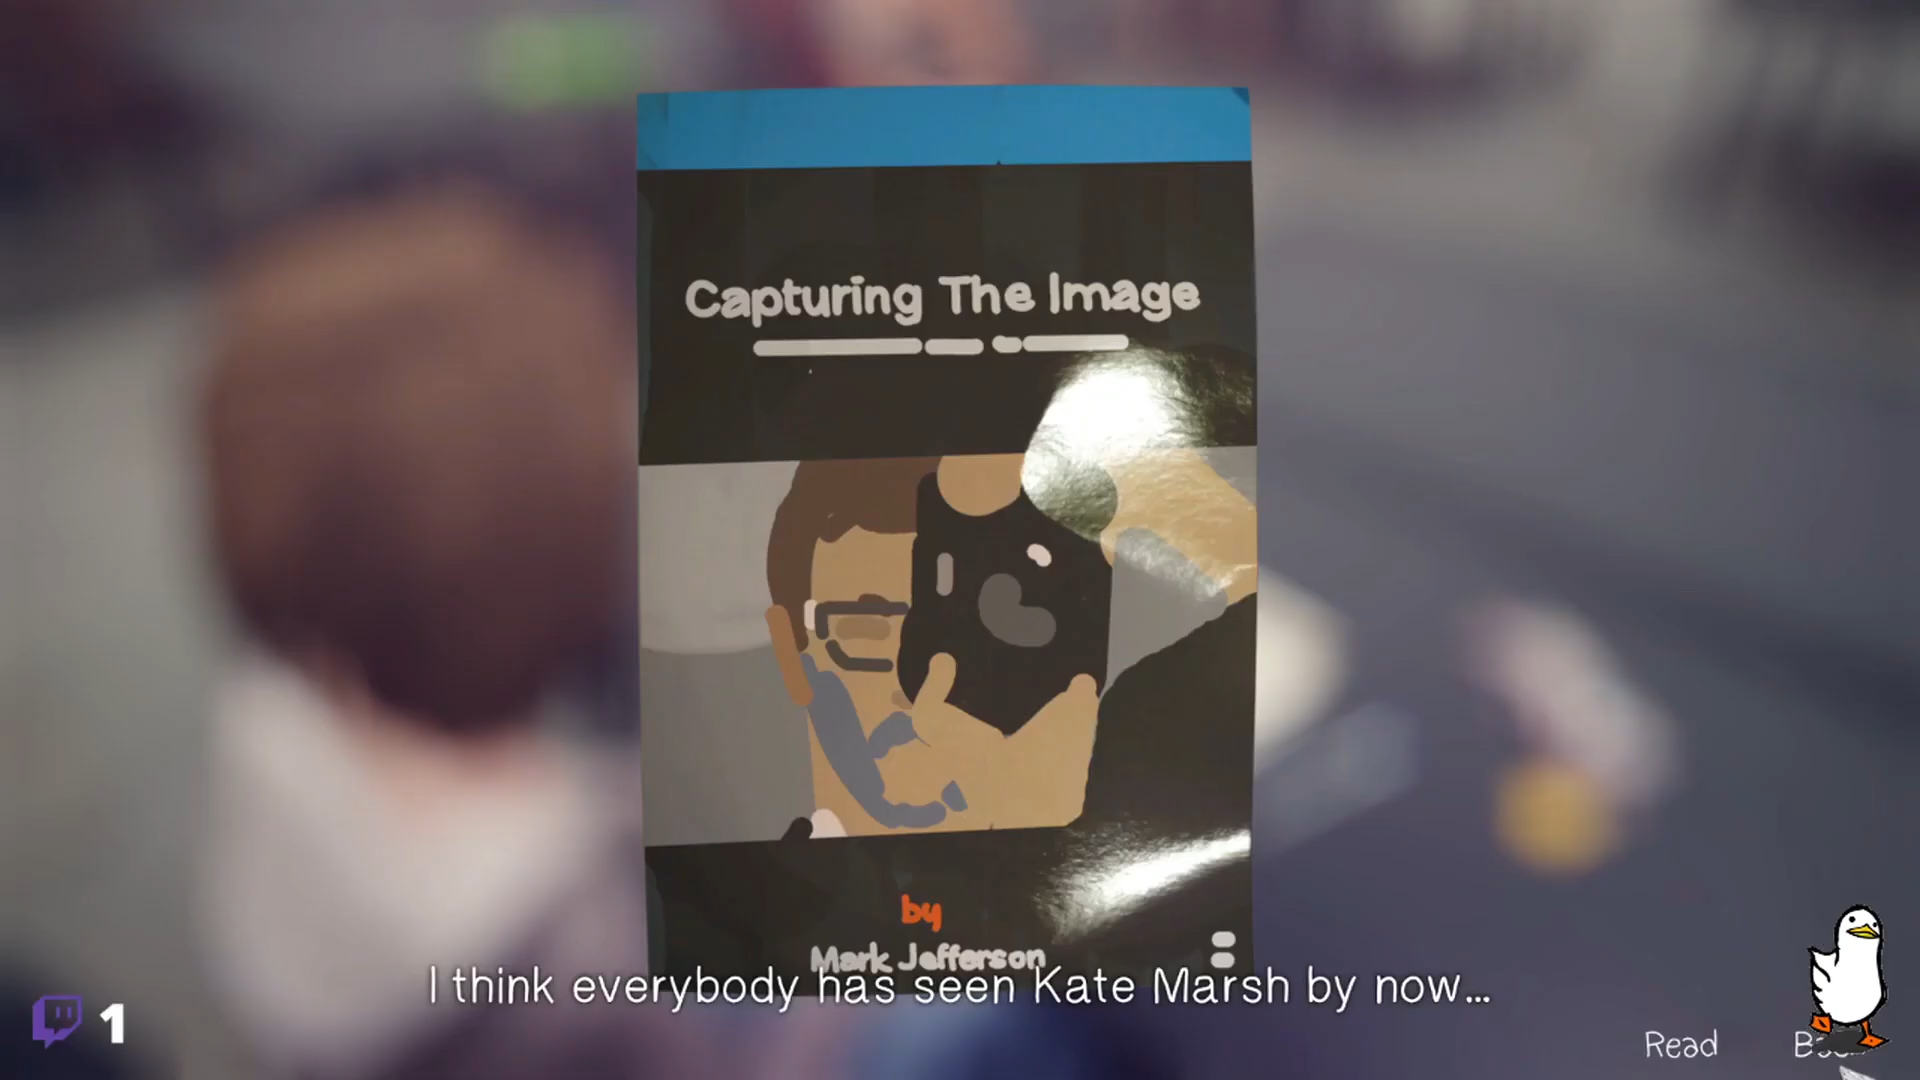 Capturing The Image
by
Mark Jefferson
I think everybody has seen Kate Marsh by now...
1
Read